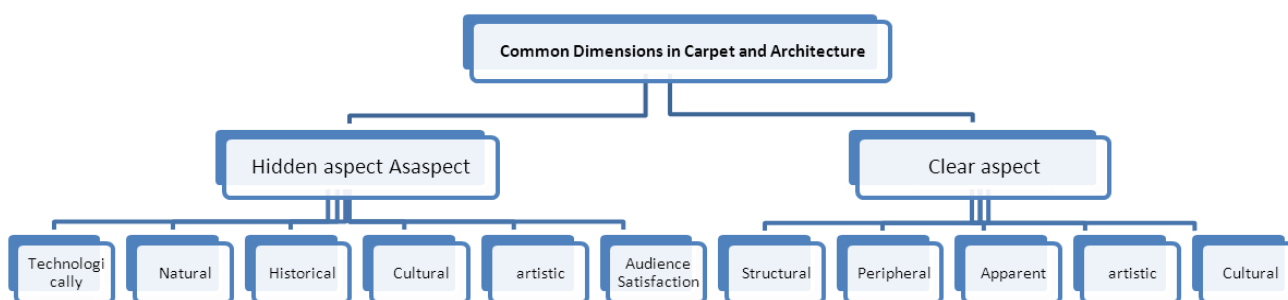 Common Dimensions in Carpet and Architecture
Hidden aspect Asaspect
Clear aspect
Technologi
cally
Natural
Historical
Cultural
artistic
Audience
Satisfaction
Structural
Peripheral
Apparent
artistic
Cultural